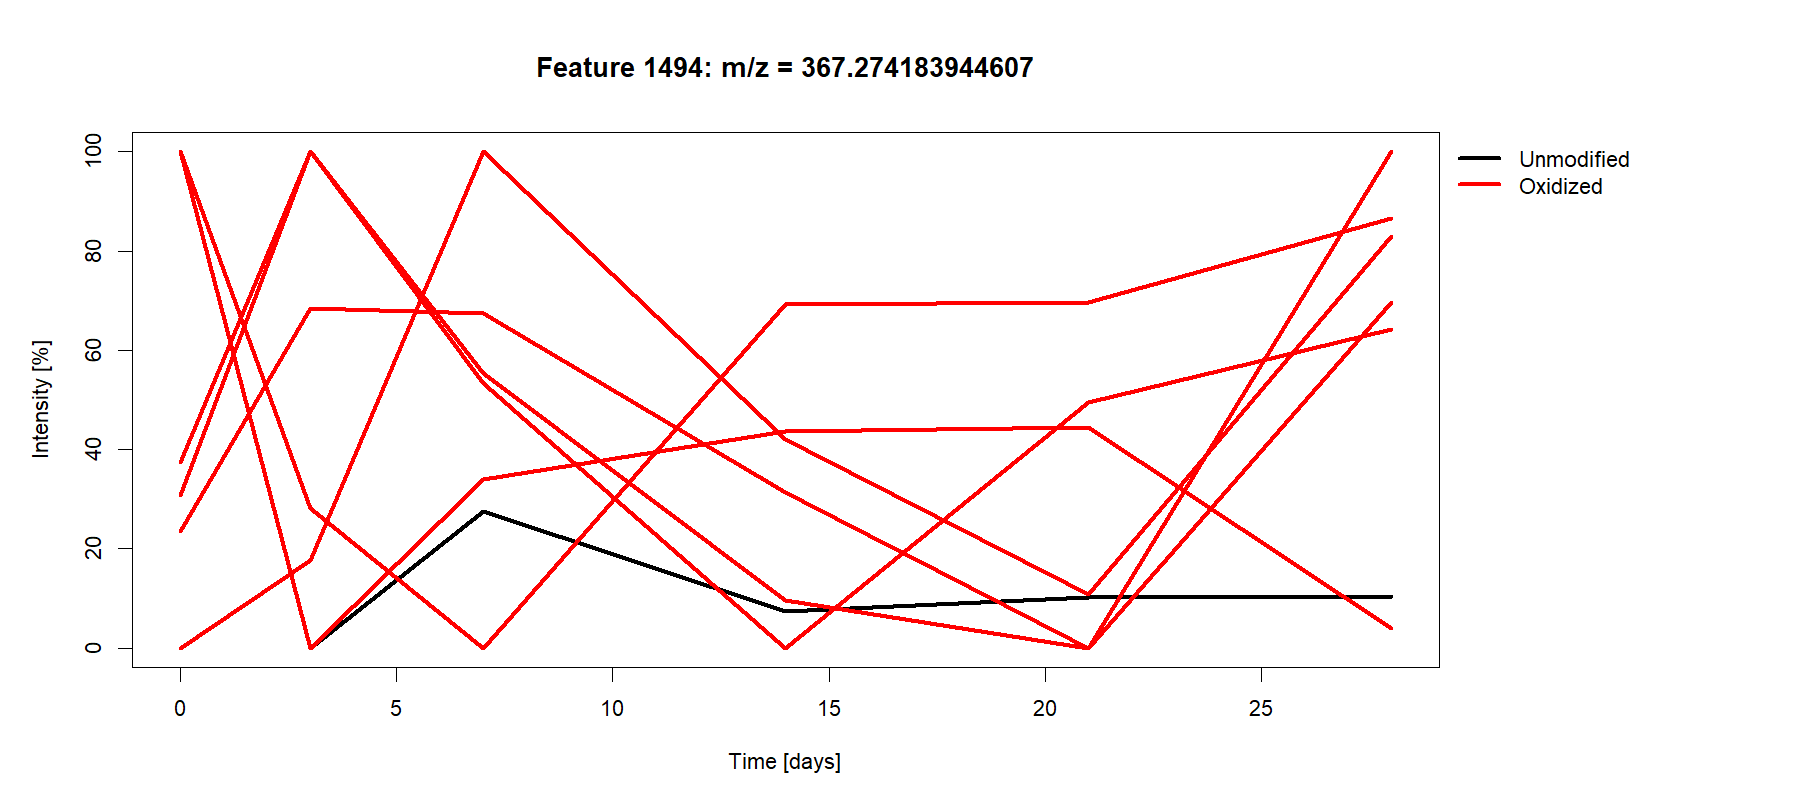 Feature 1494: m/z = 367.274183944607
Unmodified
Oxidized
Intensity [%]
100
80
60
40
20
0
0 5 10 15 20 25
Time [days]